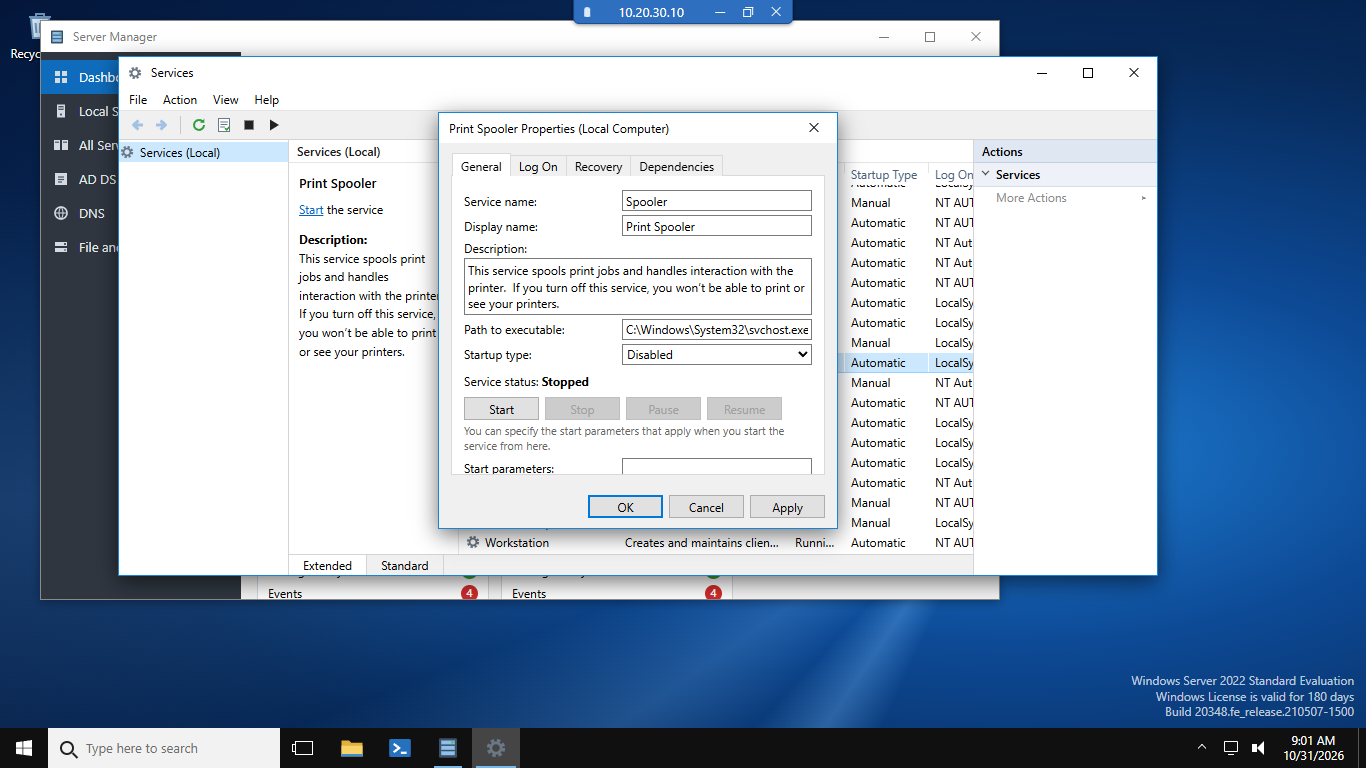 10.20.30.10
Recyc
Server Manager
Dashbo
Local S
All Serv
AD DS
DNS
File and
Services
File Action View Help
Services (Local)
Services (Local)
Print Spooler
Start the service
Description:
This service spools print
jobs and handles
interaction with the printer.
If you turn off this service,
you won't be able to print
or see your printers.
Extended Standard
Startup Type Log On
Automatic
Manual NT AUT
Automatic NT AUT
Automatic NT Aut
Automatic NT Aut
Automatic NT AUT
Automatic LocalSy
Automatic LocalSy
Manual LocalSy
Automatic LocalSy
Manual NT Aut
Automatic NT AUT
Automatic LocalSy
Automatic LocalSy
Automatic LocalSy
Automatic NT Aut
Manual NT AUT
Manual LocalSy
Workstation Creates and maintains clien... Runni... Automatic NT AUT
Actions
Services
More Actions
Print Spooler Properties (Local Computer)
General Log On Recovery Dependencies
Service name: Spooler
Display name: Print Spooler
Description:
This service spools print jobs and handles interaction with the
printer. If you turn off this service, you won't be able to print or
see your printers.
Path to executable: C:\Windows\System32\svchost.exe
Startup type: Disabled
Service status: Stopped
Start Stop Pause Resume
You can specify the start parameters that apply when you start the
service from here.
Start parameters:
OK Cancel Apply
Events 4
Events 4
Windows Server 2022 Standard Evaluation
Windows License is valid for 180 days
Build 20348.fe_release.210507-1500
Type here to search
9:01 AM
10/31/2026